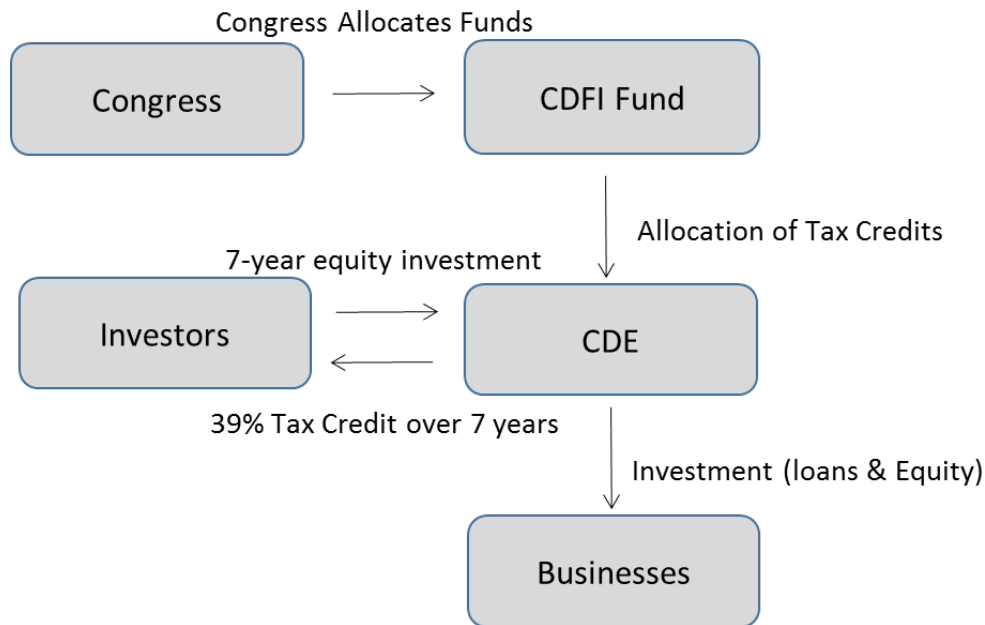 Congress Allocates Funds
Congress
CDFI Fund
Allocation of Tax Credits
7-year equity investment
Investors
CDE
39% Tax Credit over 7 years
Investment (loans & Equity)
Businesses